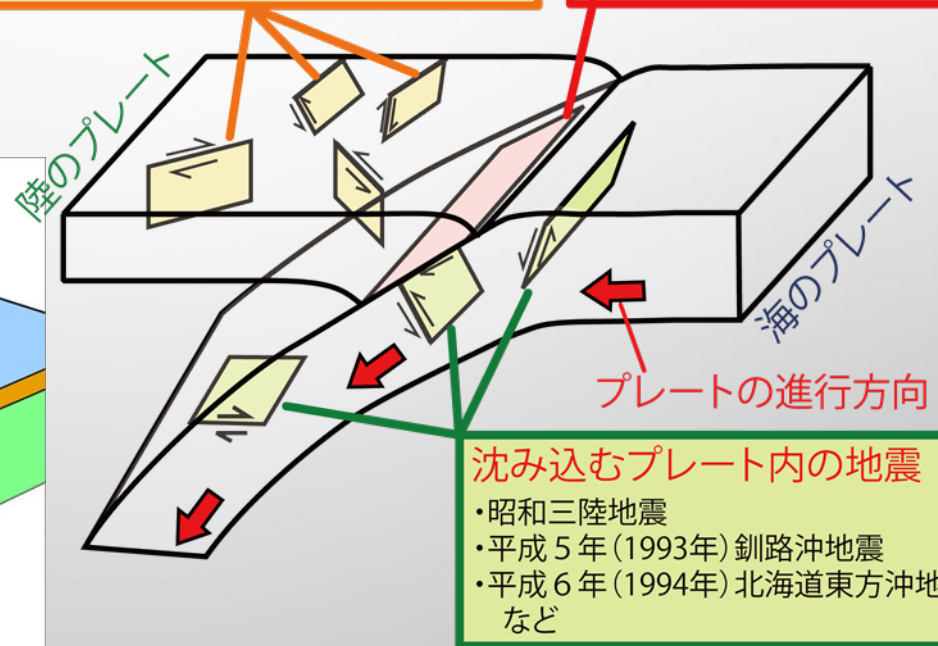 陸のプレート
海のプレート
プレートの進行方向
沈み込むプレート内の地震
・昭和三陸地震
・平成５年（1993年）釧路沖地震
・平成６年（1994年）北海道東方沖地
など